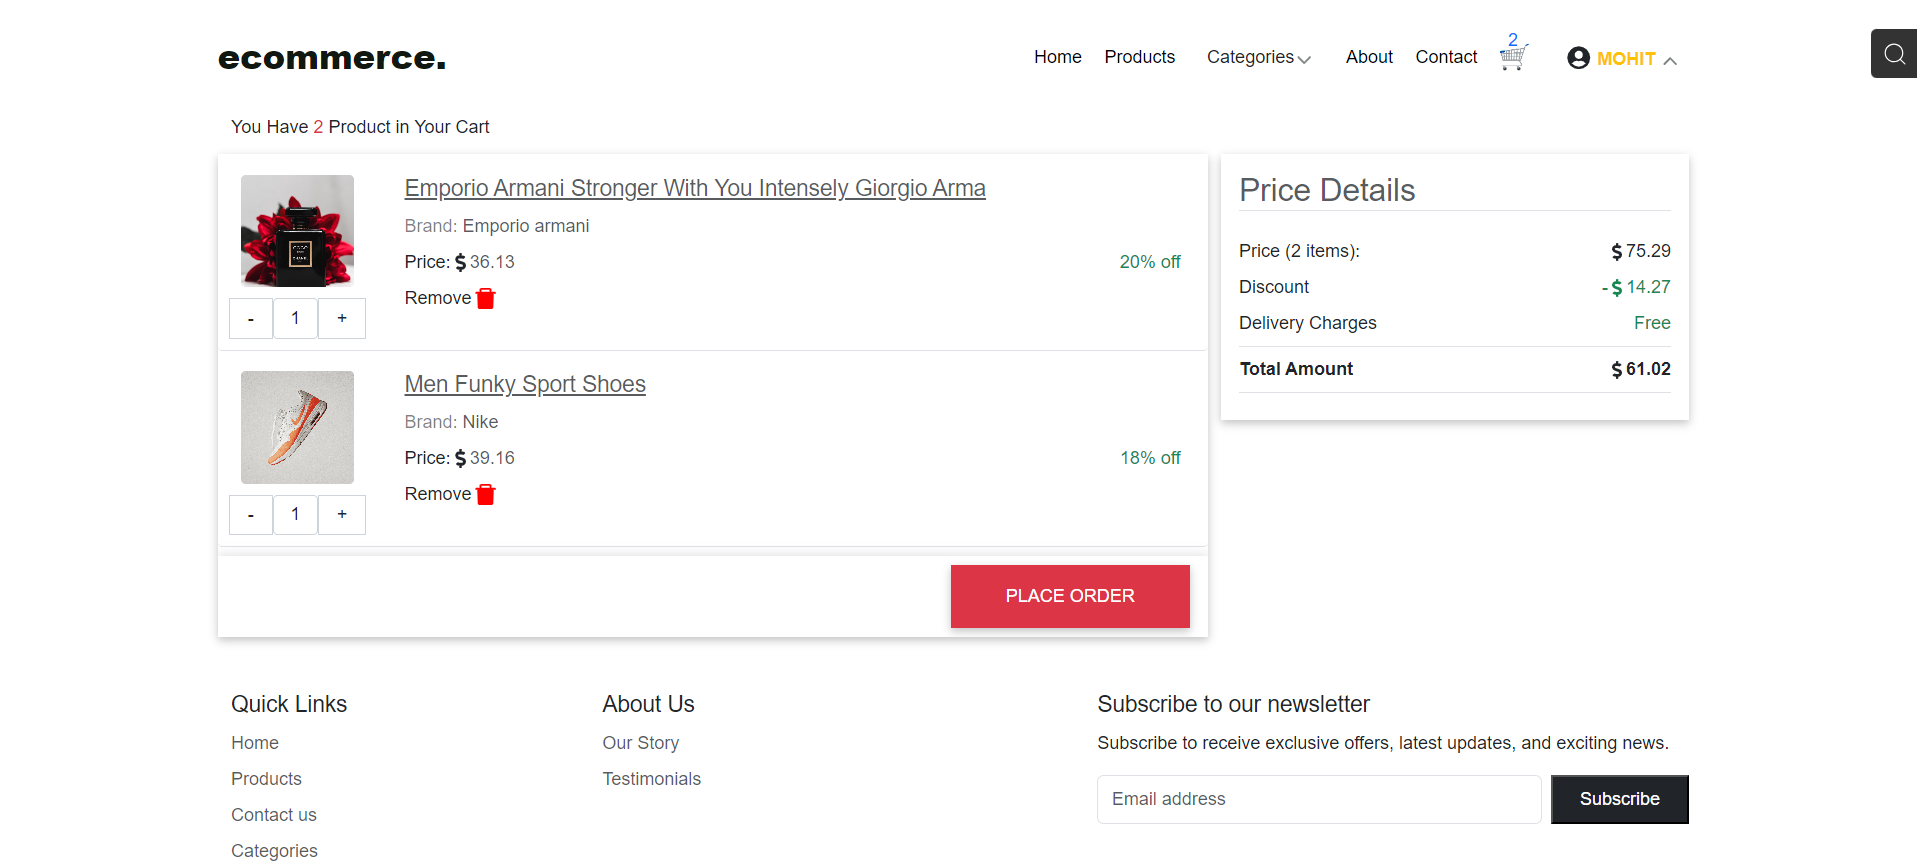 ecommerce.
Home Products Categories About Contact 2 MOHIT
You Have 2 Product in Your Cart
Emporio Armani Stronger With You Intensely Giorgio Arma
Brand: Emporio armani
Price: $ 36.13
20% off
Remove
- 1 +
COCO
CHANEL
Men Funky Sport Shoes
Brand: Nike
Price: $ 39.16
18% off
Remove
- 1 +
PLACE ORDER
Price Details
Price (2 items): $ 75.29
Discount - $ 14.27
Delivery Charges Free
Total Amount $ 61.02
Quick Links
Home
Products
Contact us
Categories
About Us
Our Story
Testimonials
Subscribe to our newsletter
Subscribe to receive exclusive offers, latest updates, and exciting news.
Email address
Subscribe